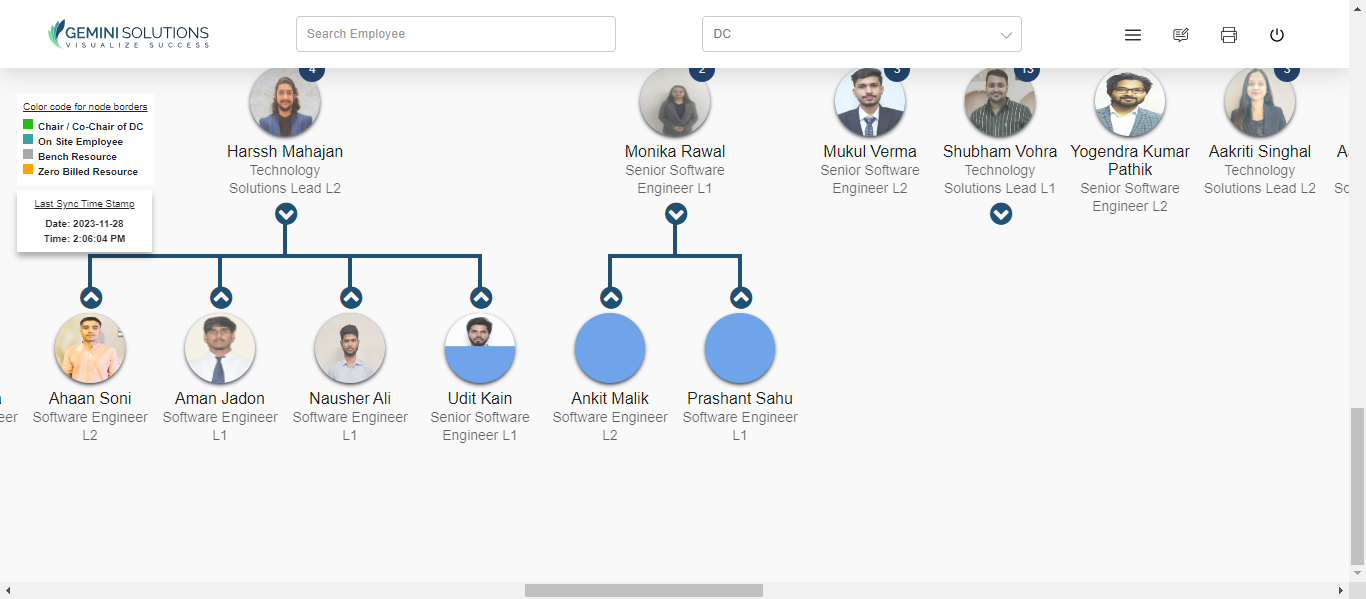 GEMINI SOLUTIONS
VISUALIZE SUCCESS
Search Employee
DC
4
2
3
13
3
Color code for node borders
Chair / Co-Chair of DC
On Site Employee
Bench Resource
Zero Billed Resource
Last Sync Time Stamp
Date: 2023-11-28
Time: 2:06:04 PM
Harssh Mahajan
Technology
Solutions Lead L2
Monika Rawal
Senior Software
Engineer L1
Mukul Verma
Senior Software
Engineer L2
Shubham Vohra
Technology
Solutions Lead L1
Yogendra Kumar
Pathik
Senior Software
Engineer L2
Aakriti Singhal
Technology
Solutions Lead L2
Ahaan Soni
Software Engineer
L2
Aman Jadon
Software Engineer
L1
Nausher Ali
Software Engineer
L1
Udit Kain
Senior Software
Engineer L1
Ankit Malik
Software Engineer
L2
Prashant Sahu
Software Engineer
L1